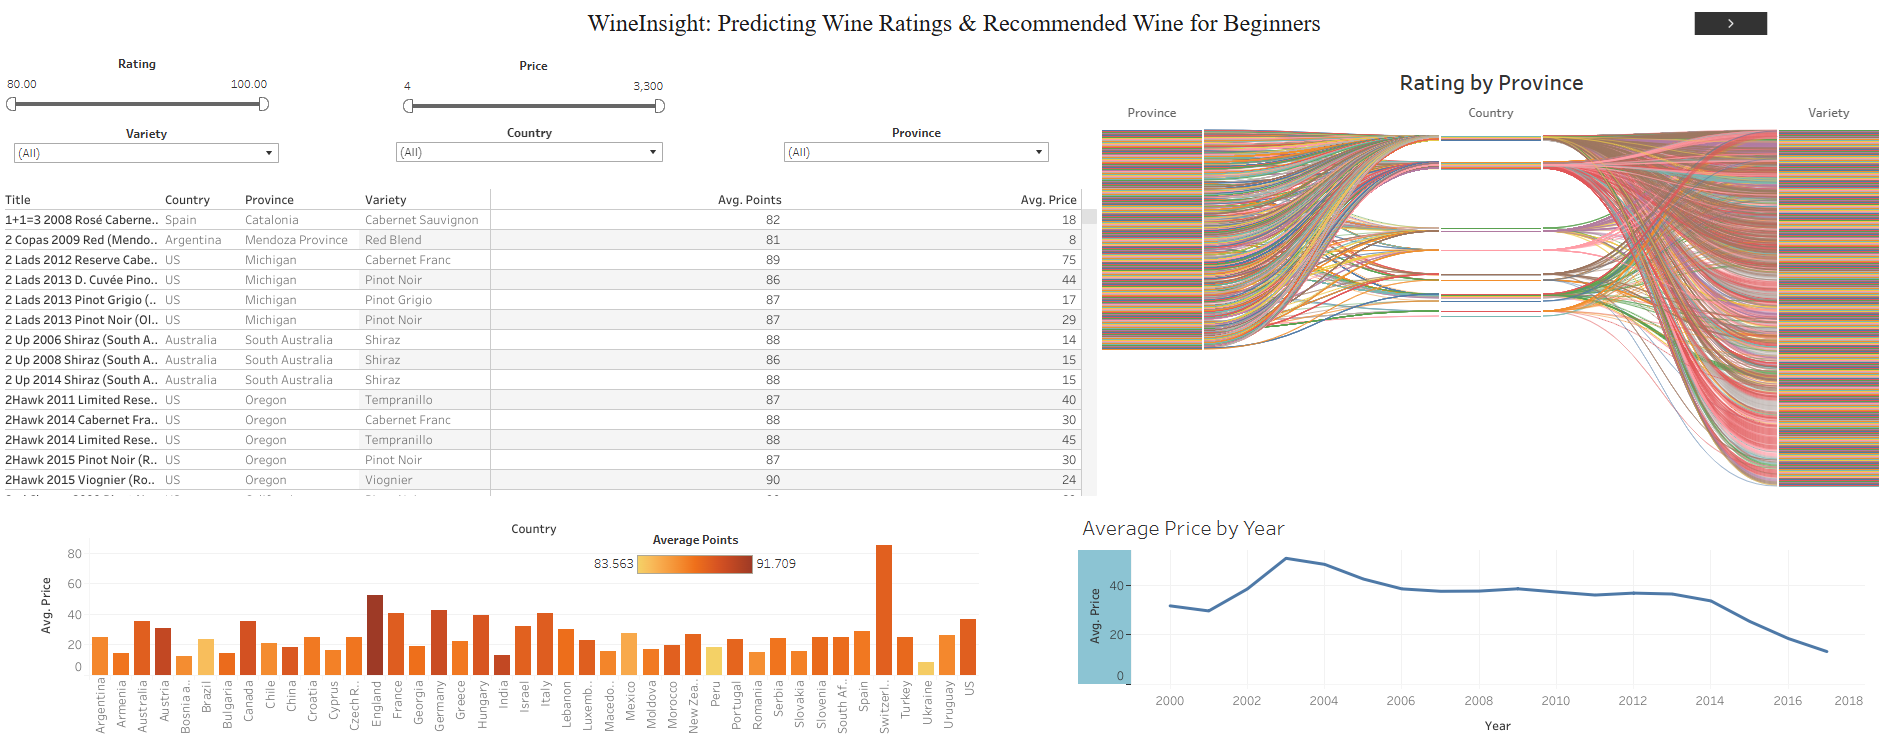 WineInsight: Predicting Wine Ratings & Recommended Wine for Beginners
Rating
80.00 100.00
Price
4 3,300
Variety
(All)
Country
(All)
Province
(All)
Title Country Province Variety Avg. Points Avg. Price
1+1=3 2008 Rosé Caberne.. Spain Catalonia Cabernet Sauvignon 82 18
2 Copas 2009 Red (Mendo.. Argentina Mendoza Province Red Blend 81 8
2 Lads 2012 Reserve Cabe.. US Michigan Cabernet Franc 89 75
2 Lads 2013 D. Cuvée Pino.. US Michigan Pinot Noir 86 44
2 Lads 2013 Pinot Grigio (.. US Michigan Pinot Grigio 87 17
2 Lads 2013 Pinot Noir (Ol.. US Michigan Pinot Noir 87 29
2 Up 2006 Shiraz (South A.. Australia South Australia Shiraz 88 14
2 Up 2008 Shiraz (South A.. Australia South Australia Shiraz 86 15
2 Up 2014 Shiraz (South A.. Australia South Australia Shiraz 88 15
2Hawk 2011 Limited Rese.. US Oregon Tempranillo 87 40
2Hawk 2014 Cabernet Fra.. US Oregon Cabernet Franc 88 30
2Hawk 2014 Limited Rese.. US Oregon Tempranillo 88 45
2Hawk 2015 Pinot Noir (R.. US Oregon Pinot Noir 87 30
2Hawk 2015 Viognier (Ro.. US Oregon Viognier 90 24
Rating by Province
Province Country Variety
Country
Average Points
83.563 91.709
Avg. Price
80
60
40
20
0
Argentina
Armenia
Australia
Austria
Bosnia a..
Brazil
Bulgaria
Canada
Chile
China
Croatia
Cyprus
Czech R..
England
France
Georgia
Germany
Greece
Hungary
India
Israel
Italy
Lebanon
Luxemb..
Macedo..
Mexico
Moldova
Morocco
New Zea..
Peru
Portugal
Romania
Serbia
Slovakia
Slovenia
South Af..
Spain
Switzerl..
Turkey
Ukraine
Uruguay
US
Average Price by Year
Avg. Price
40
20
0
2000 2002 2004 2006 2008 2010 2012 2014 2016 2018
Year